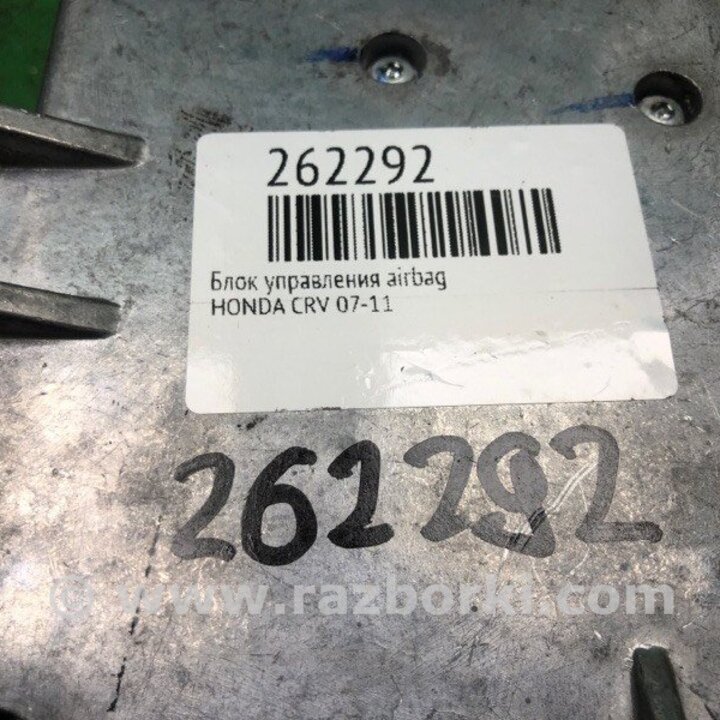 262292
Блок управления airbag
HONDA CRV 07-11
262292
© www.razborki.com